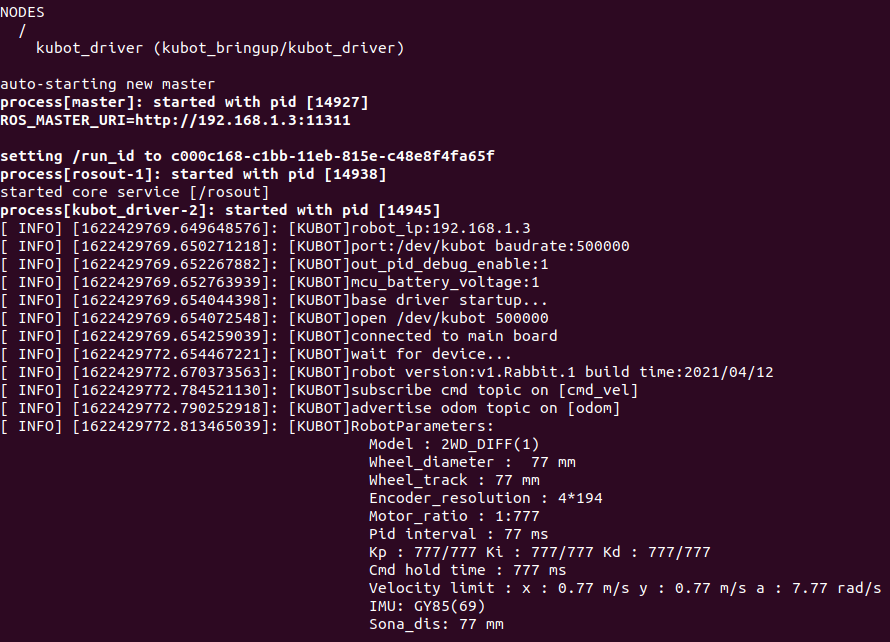 NODES
/
kubot_driver (kubot_bringup/kubot_driver)
auto-starting new master
process[master]: started with pid [14927]
ROS_MASTER_URI=http://192.168.1.3:11311
setting /run_id to c000c168-c1bb-11eb-815e-c48e8f4fa65f
process[rosout-1]: started with pid [14938]
started core service [/rosout]
process[kubot_driver-2]: started with pid [14945]
[ INFO] [1622429769.649648576]: [KUBOT]robot_ip:192.168.1.3
[ INFO] [1622429769.650271218]: [KUBOT]port:/dev/kubot baudrate:500000
[ INFO] [1622429769.652267882]: [KUBOT]out_pid_debug_enable:1
[ INFO] [1622429769.652763939]: [KUBOT]mcu_battery_voltage:1
[ INFO] [1622429769.654044398]: [KUBOT]base driver startup...
[ INFO] [1622429769.654072548]: [KUBOT]open /dev/kubot 500000
[ INFO] [1622429769.654259039]: [KUBOT]connected to main board
[ INFO] [1622429772.654467221]: [KUBOT]wait for device...
[ INFO] [1622429772.670373563]: [KUBOT]robot version:v1.Rabbit.1 build time:2021/04/12
[ INFO] [1622429772.784521130]: [KUBOT]subscribe cmd topic on [cmd_vel]
[ INFO] [1622429772.790252918]: [KUBOT]advertise odom topic on [odom]
[ INFO] [1622429772.813465039]: [KUBOT]RobotParameters:
Model : 2WD_DIFF(1)
Wheel_diameter :  77 mm
Wheel_track : 77 mm
Encoder_resolution : 4*194
Motor_ratio : 1:777
Pid interval : 77 ms
Kp : 777/777 Ki : 777/777 Kd : 777/777
Cmd hold time : 777 ms
Velocity limit : x : 0.77 m/s y : 0.77 m/s a : 7.77 rad/s
IMU: GY85(69)
Sona_dis: 77 mm